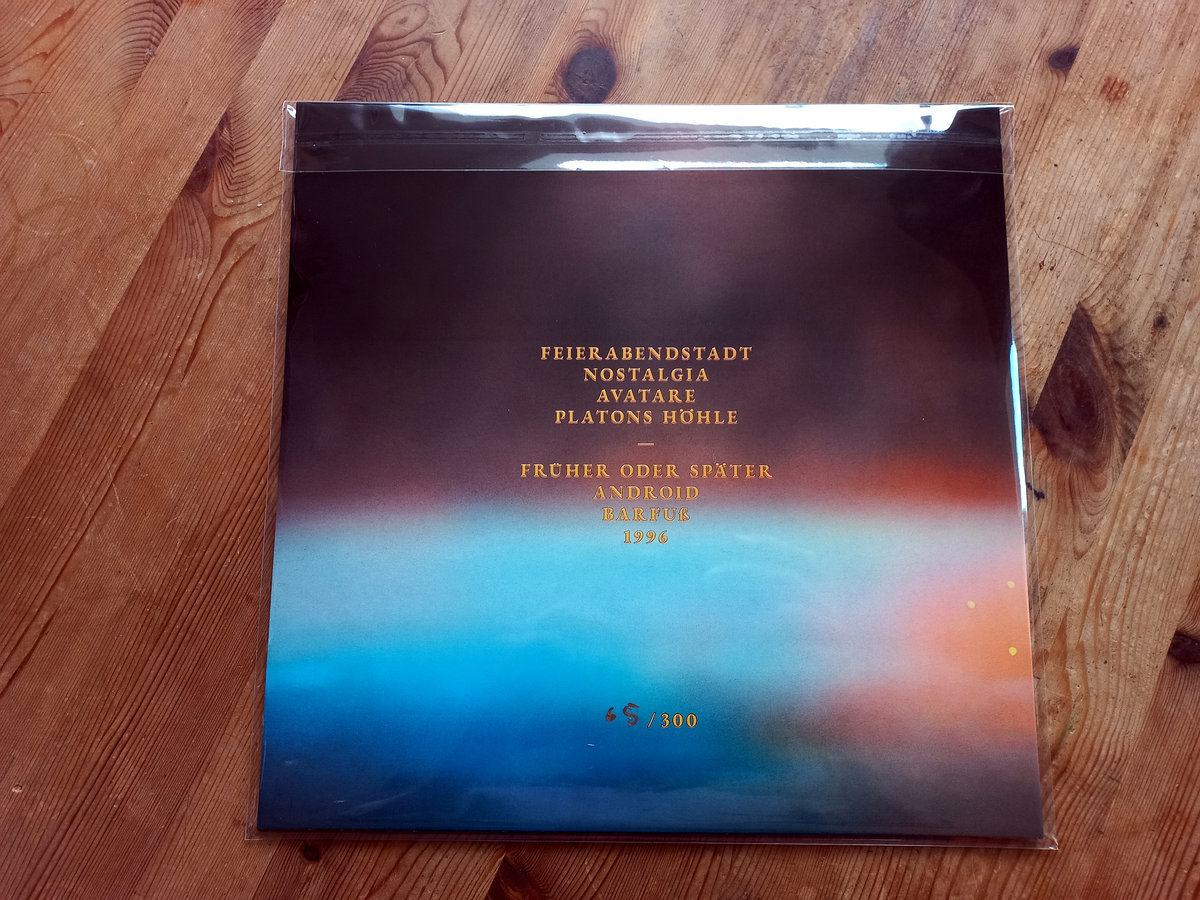 FEIERABENDSTADT
NOSTALGIA
AVATARE
PLATONS HÖHLE
—
FRÜHER ODER SPÄTER
ANDROID
BARFUß
1996
65/300